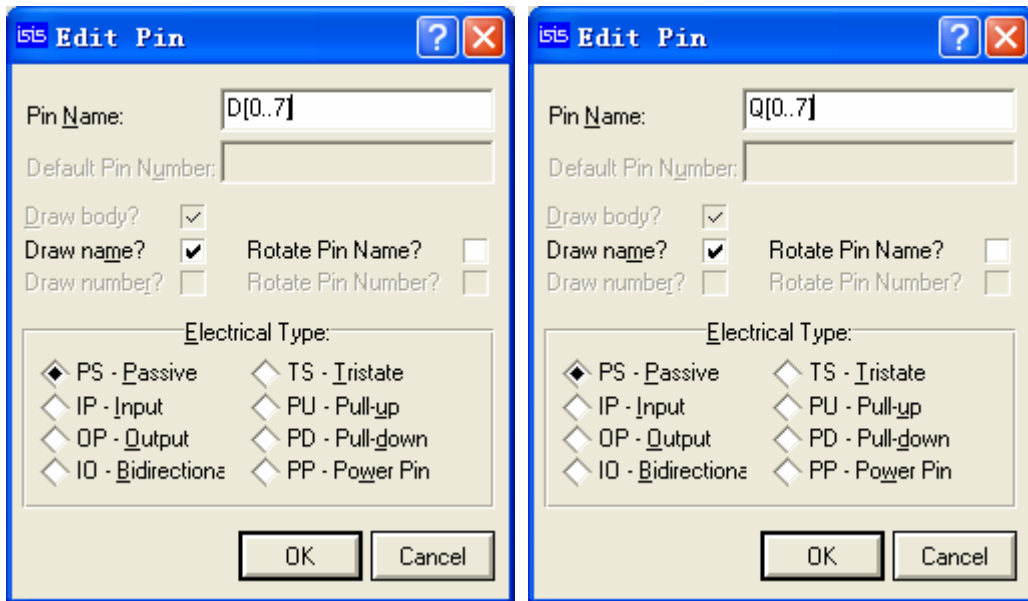 isis Edit Pin
Pin Name: D[0..7]
Default Pin Number:
Draw body?
Draw name? Rotate Pin Name?
Draw number? Rotate Pin Number?
Electrical Type:
PS - Passive TS - Tristate
IP - Input PU - Pull-up
OP - Output PD - Pull-down
IO - Bidirectiona PP - Power Pin
OK Cancel
isis Edit Pin
Pin Name: Q[0..7]
Default Pin Number:
Draw body?
Draw name? Rotate Pin Name?
Draw number? Rotate Pin Number?
Electrical Type:
PS - Passive TS - Tristate
IP - Input PU - Pull-up
OP - Output PD - Pull-down
IO - Bidirectiona PP - Power Pin
OK Cancel